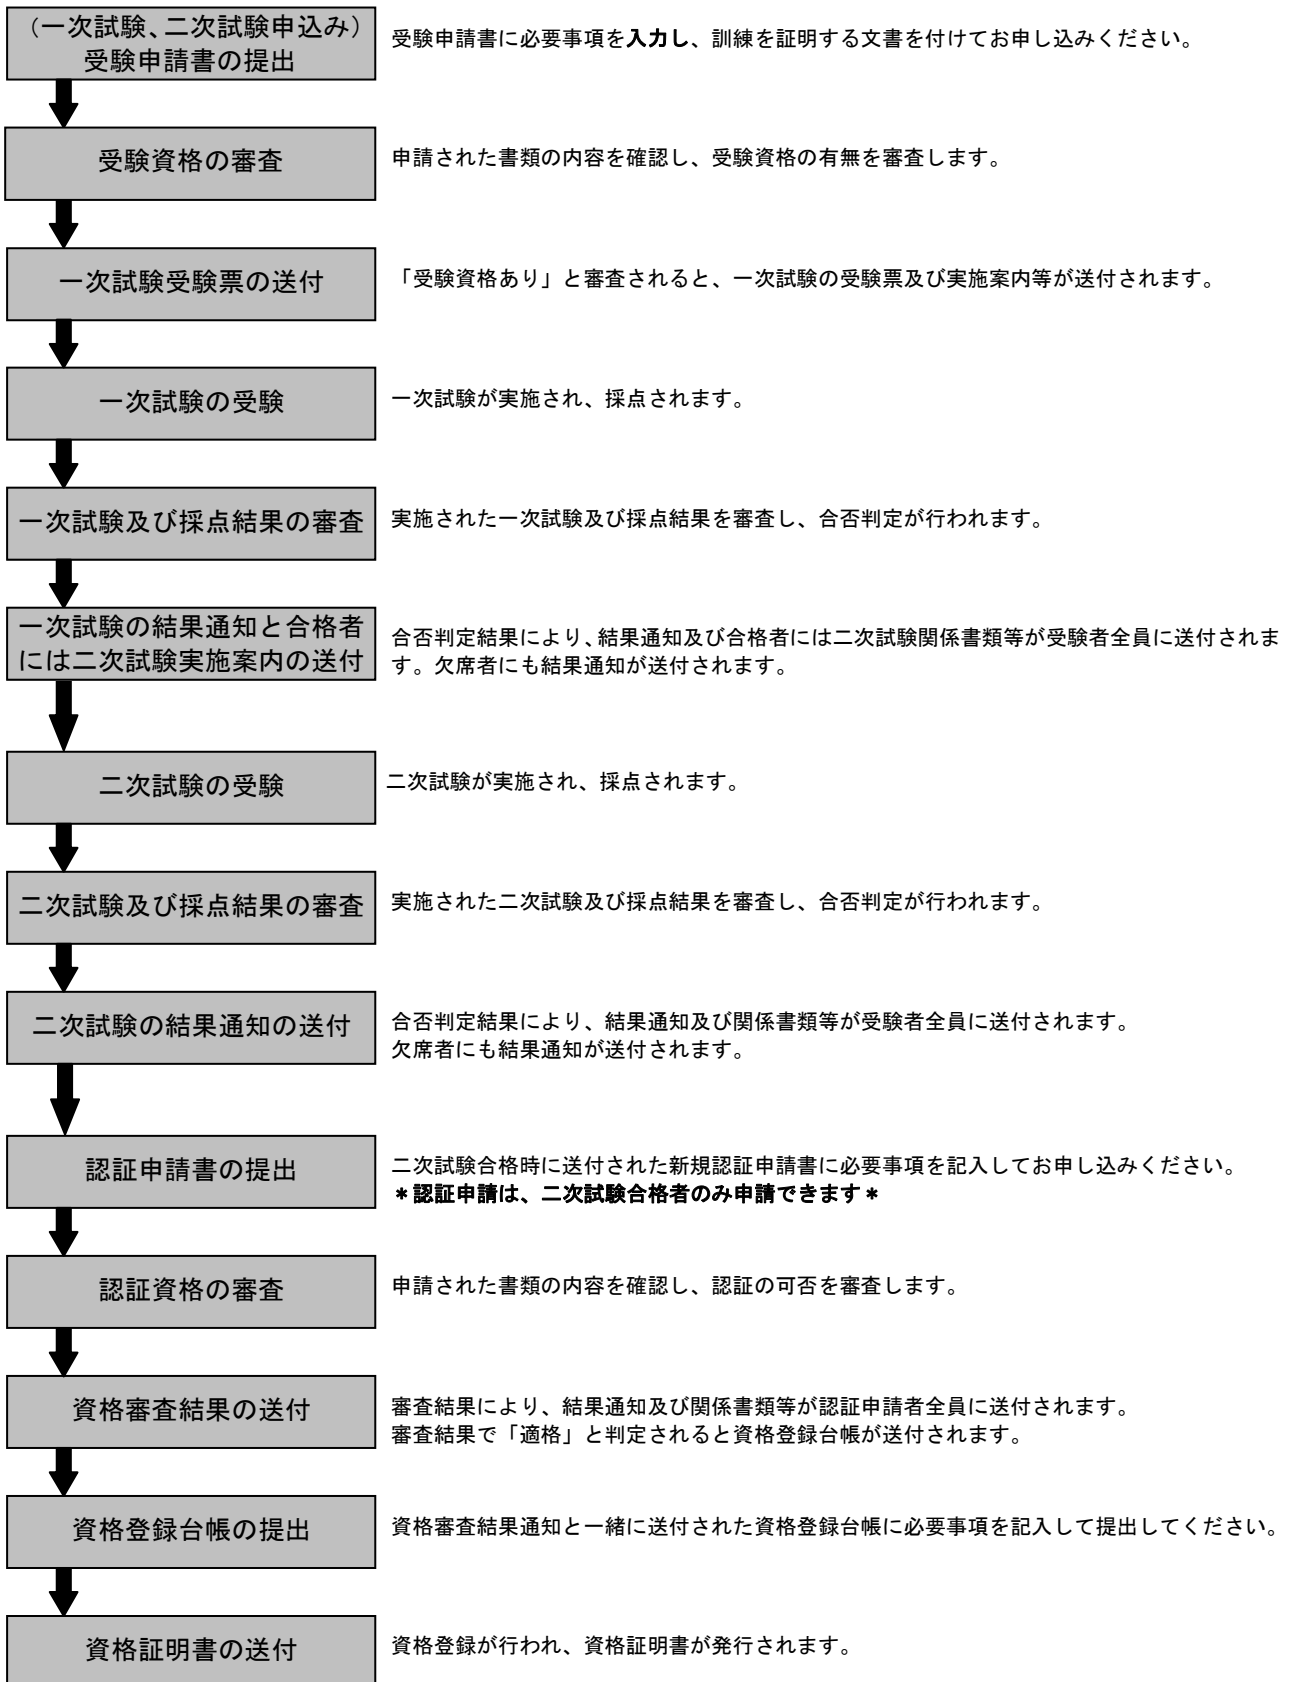 （一次試験、二次試験申込み）
受験申請書の提出
受験申請書に必要事項を入力し、訓練を証明する文書を付けてお申し込みください。
受験資格の審査
申請された書類の内容を確認し、受験資格の有無を審査します。
一次試験受験票の送付
「受験資格あり」と審査されると、一次試験の受験票及び実施案内等が送付されます。
一次試験の受験
一次試験が実施され、採点されます。
一次試験及び採点結果の審査
実施された一次試験及び採点結果を審査し、合否判定が行われます。
一次試験の結果通知と合格者
には二次試験実施案内の送付
合否判定結果により、結果通知及び合格者には二次試験関係書類等が受験者全員に送付されま
す。欠席者にも結果通知が送付されます。
二次試験の受験
二次試験が実施され、採点されます。
二次試験及び採点結果の審査
実施された二次試験及び採点結果を審査し、合否判定が行われます。
二次試験の結果通知の送付
合否判定結果により、結果通知及び関係書類等が受験者全員に送付されます。
欠席者にも結果通知が送付されます。
認証申請書の提出
二次試験合格時に送付された新規認証申請書に必要事項を記入してお申し込みください。
＊認証申請は、二次試験合格者のみ申請できます＊
認証資格の審査
申請された書類の内容を確認し、認証の可否を審査します。
資格審査結果の送付
審査結果により、結果通知及び関係書類等が認証申請者全員に送付されます。
審査結果で「適格」と判定されると資格登録台帳が送付されます。
資格登録台帳の提出
資格審査結果通知と一緒に送付された資格登録台帳に必要事項を記入して提出してください。
資格証明書の送付
資格登録が行われ、資格証明書が発行されます。